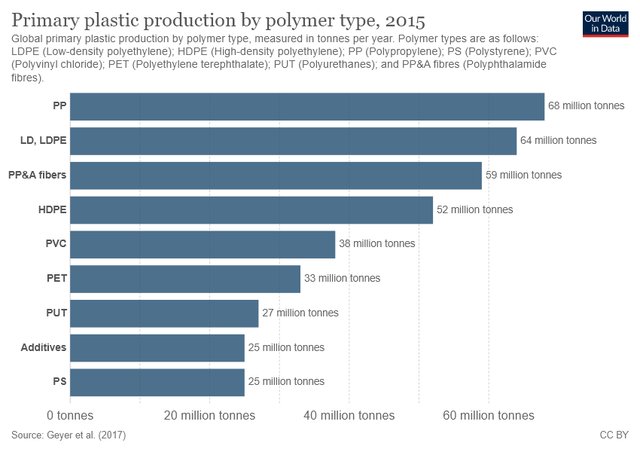 Primary plastic production by polymer type, 2015
Our World
in Data
Global primary plastic production by polymer type, measured in tonnes per year. Polymer types are as follows:
LDPE (Low-density polyethylene); HDPE (High-density polyethylene); PP (Polypropylene); PS (Polystyrene); PVC
(Polyvinyl chloride); PET (Polyethylene terephthalate); PUT (Polyurethanes); and PP&A fibres (Polyphthalamide
fibres).
PP 68 million tonnes
LD, LDPE 64 million tonnes
PP&A fibers 59 million tonnes
HDPE 52 million tonnes
PVC 38 million tonnes
PET 33 million tonnes
PUT 27 million tonnes
Additives 25 million tonnes
PS 25 million tonnes
0 tonnes 20 million tonnes 40 million tonnes 60 million tonnes
Source: Geyer et al. (2017) CC BY